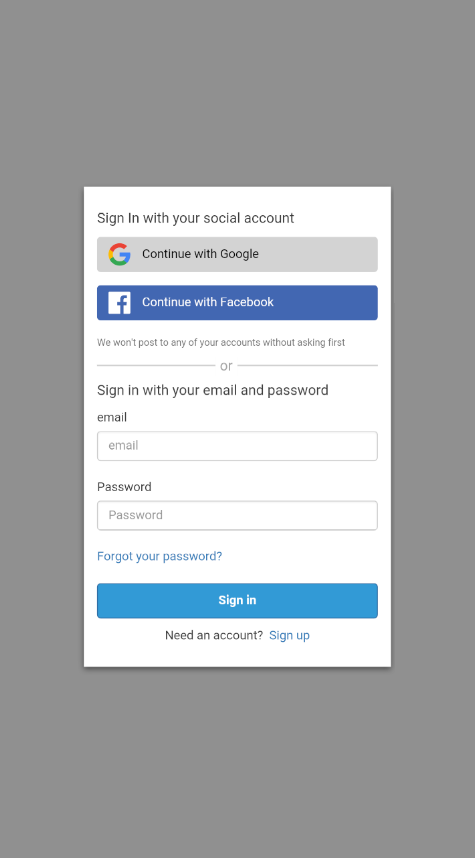 Sign In with your social account
Continue with Google
Continue with Facebook
We won't post to any of your accounts without asking first
or
Sign in with your email and password
email
email
Password
Password
Forgot your password?
Sign in
Need an account? Sign up